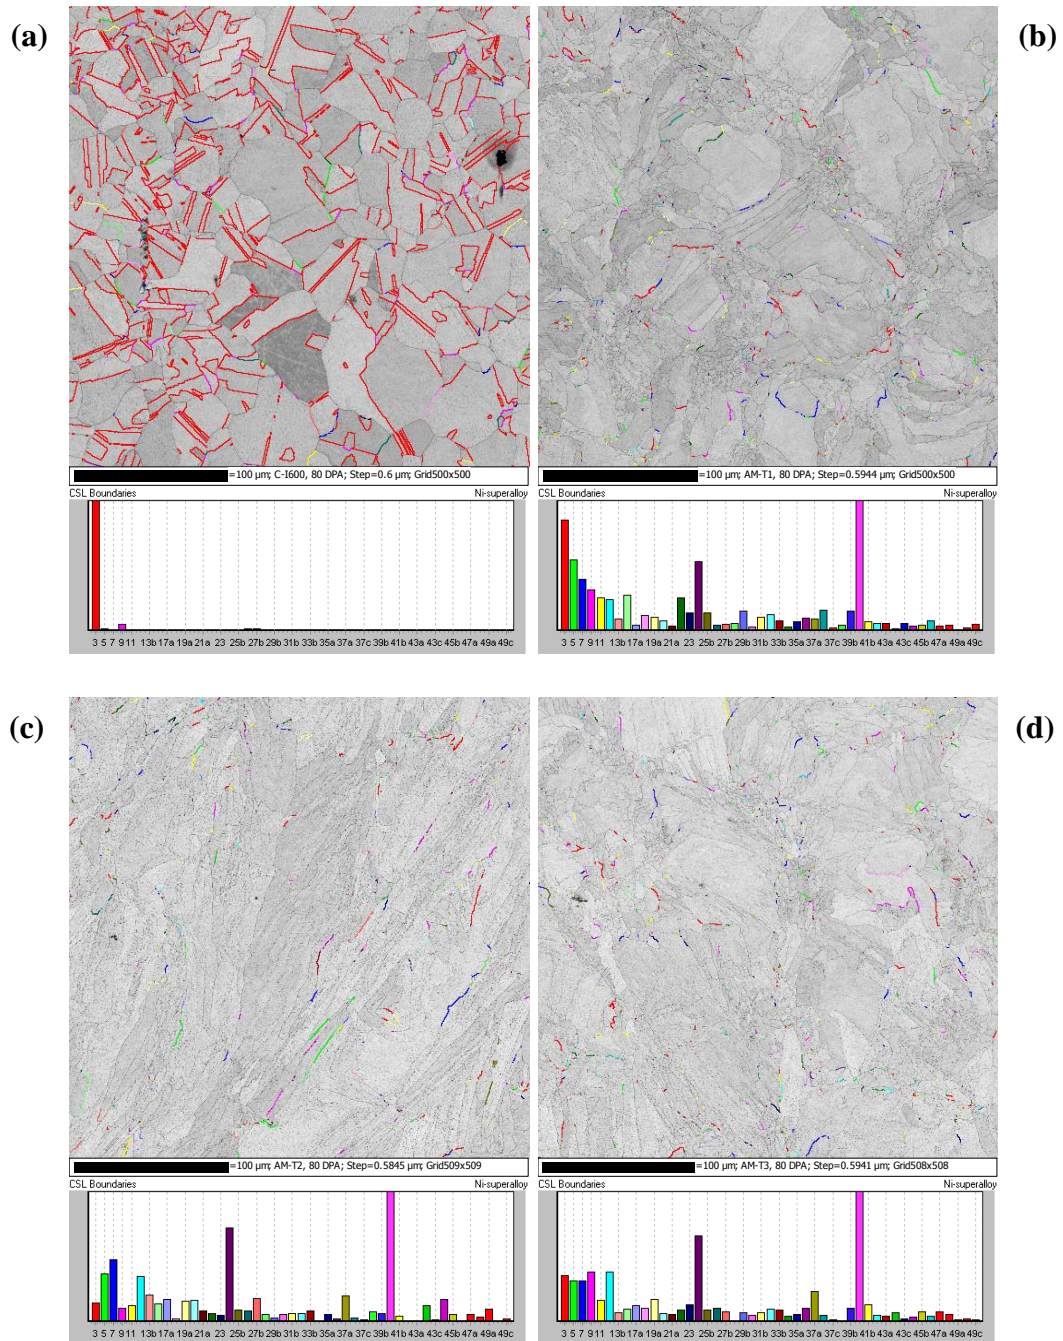 (a)
(b)
=100 µm; C-I600, 80 DPA; Step=0.6 µm; Grid500x500
=100 µm; AM-T1, 80 DPA; Step=0.5944 µm; Grid500x500
CSL Boundaries Ni-superalloy
CSL Boundaries Ni-superalloy
3 5 7 9 11 13b 17a 19a 21a 23 25b 27b 31b 33b 35a 37a 37c 39b 41b 43a 43c 45b 47b 49a 49c
3 5 7 9 11 13b 17a 19a 21a 23 25b 27b 29b 31b 33b 35a 37a 37c 39b 41b 43a 43c 45b 47b 49a 49c
(c)
(d)
=100 µm; AM-T2, 80 DPA; Step=0.5845 µm; Grid509x509
=100 µm; AM-T3, 80 DPA; Step=0.5941 µm; Grid508x508
CSL Boundaries Ni-superalloy
CSL Boundaries Ni-superalloy
3 5 7 9 11 13b 17a 19a 21a 23 25b 27b 29b 31b 33b 35a 37a 37c 39b 41b 43a 43c 45b 47b 49a 49c
3 5 7 9 11 13b 17a 19a 21a 23 25b 27b 29b 31b 33b 35a 37a 37c 39b 41b 43a 43c 45b 47b 49a 49c